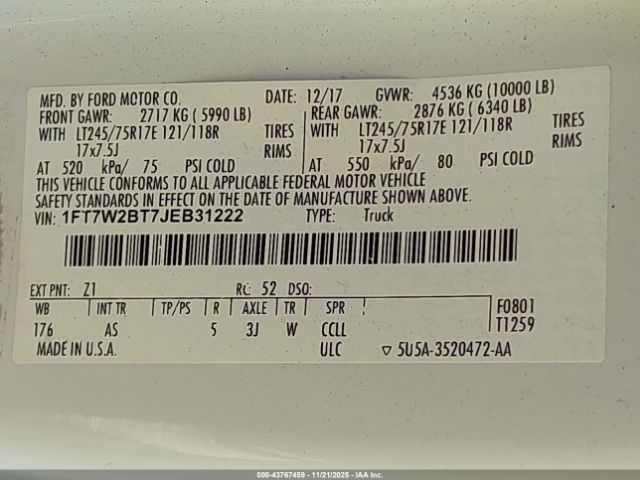 MFD. BY FORD MOTOR CO. DATE: 12/17 GVWR: 4536 KG (10000 LB)
FRONT GAWR: 2717 KG ( 5990 LB) REAR GAWR: 2876 KG ( 6340 LB)
WITH LT245/75R17E 121/118R TIRES WITH LT245/75R17E 121/118R TIRES
17x7.5J RIMS 17x7.5J RIMS
AT 520 kPa/ 75 PSI COLD AT 550 kPa/ 80 PSI COLD
THIS VEHICLE CONFORMS TO ALL APPLICABLE FEDERAL MOTOR VEHICLE
SAFETY STANDARDS IN EFFECT ON THE DATE OF MANUFACTURE SHOWN ABOVE.
VIN: 1FT7W2BT7JEB31222 TYPE: Truck
EXT PNT: Z1 RC: 52 DSO:
WB INT TR TP/PS R AXLE TR SPR F0801
176 AS 5 3J W CCLL T1259
MADE IN U.S.A. ULC ▽ 5U5A-3520472-AA
000-43767459 - 11/21/2025 - IAA Inc.